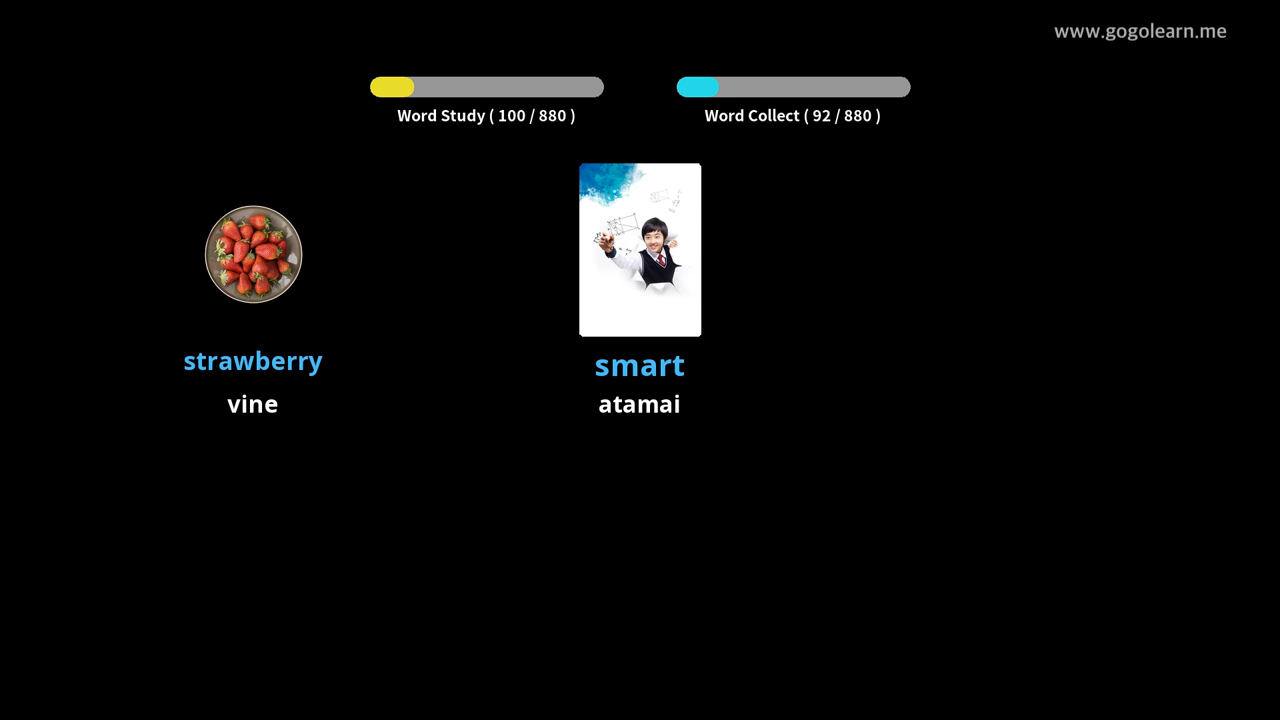 www.gogolearn.me
Word Study ( 100 / 880 )
Word Collect ( 92 / 880 )
strawberry
vine
smart
atamai